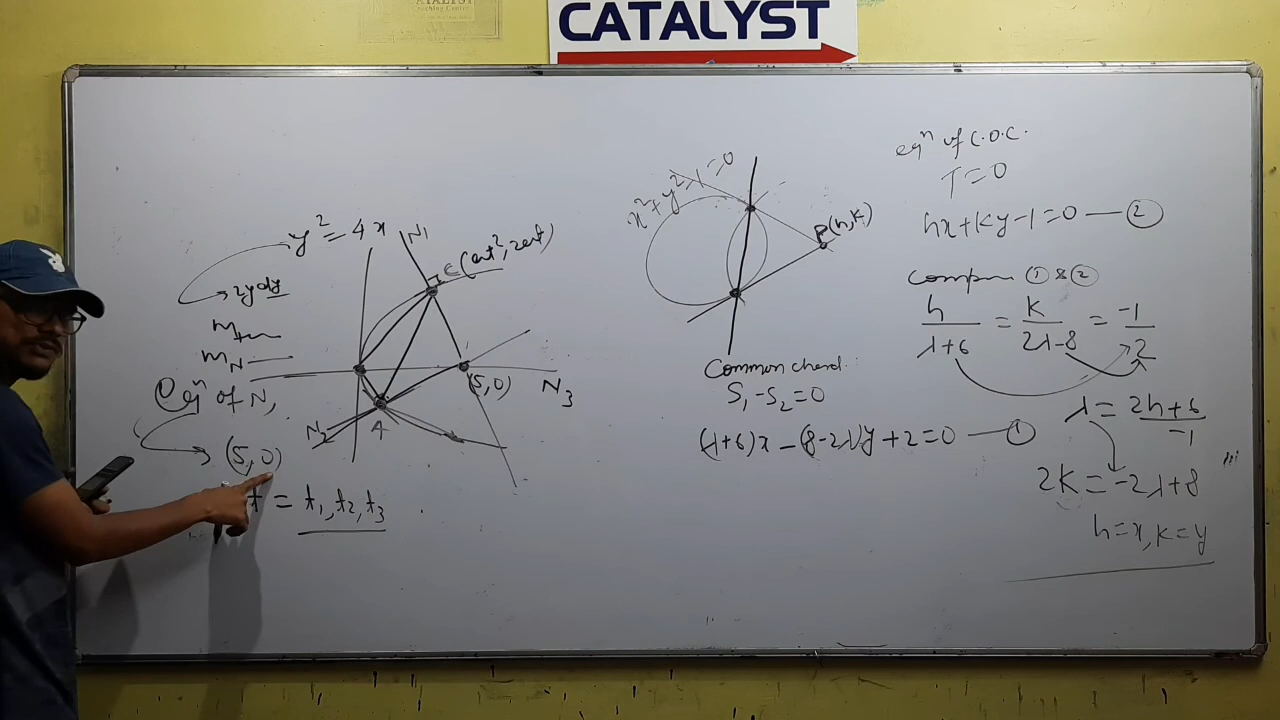 CATALYST
y² = 4x
N₁
C(at², 2at)
2y dy
mₙ
Eqⁿ of N₁
(5,0)
t = t₁, t₂, t₃
(5,0)
N₃
N₂
A
x²+y²-1=0
P(h,k)
Common chord:
S₁-S₂=0
(λ+6)x-(8-2λ)y+2=0 — ①
eqⁿ of C.O.C.
T=0
hx+ky-1=0 — ②
compare ① & ②
h/λ+6 = k/2λ-8 = -1/2
λ = 2h+6/-1
2k = -2λ+8
h=x, k=y